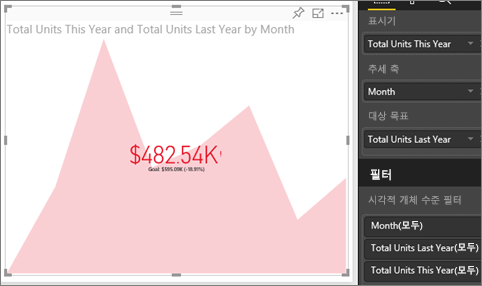 Total Units This Year and Total Units Last Year by Month
$482.54K!
Goal: $595.09K (-18.91%)
표시기
Total Units This Year
추세 축
Month
대상 목표
Total Units Last Year
필터
시각적 개체 수준 필터
Month(모두)
Total Units Last Year(모두)
Total Units This Year(모두)